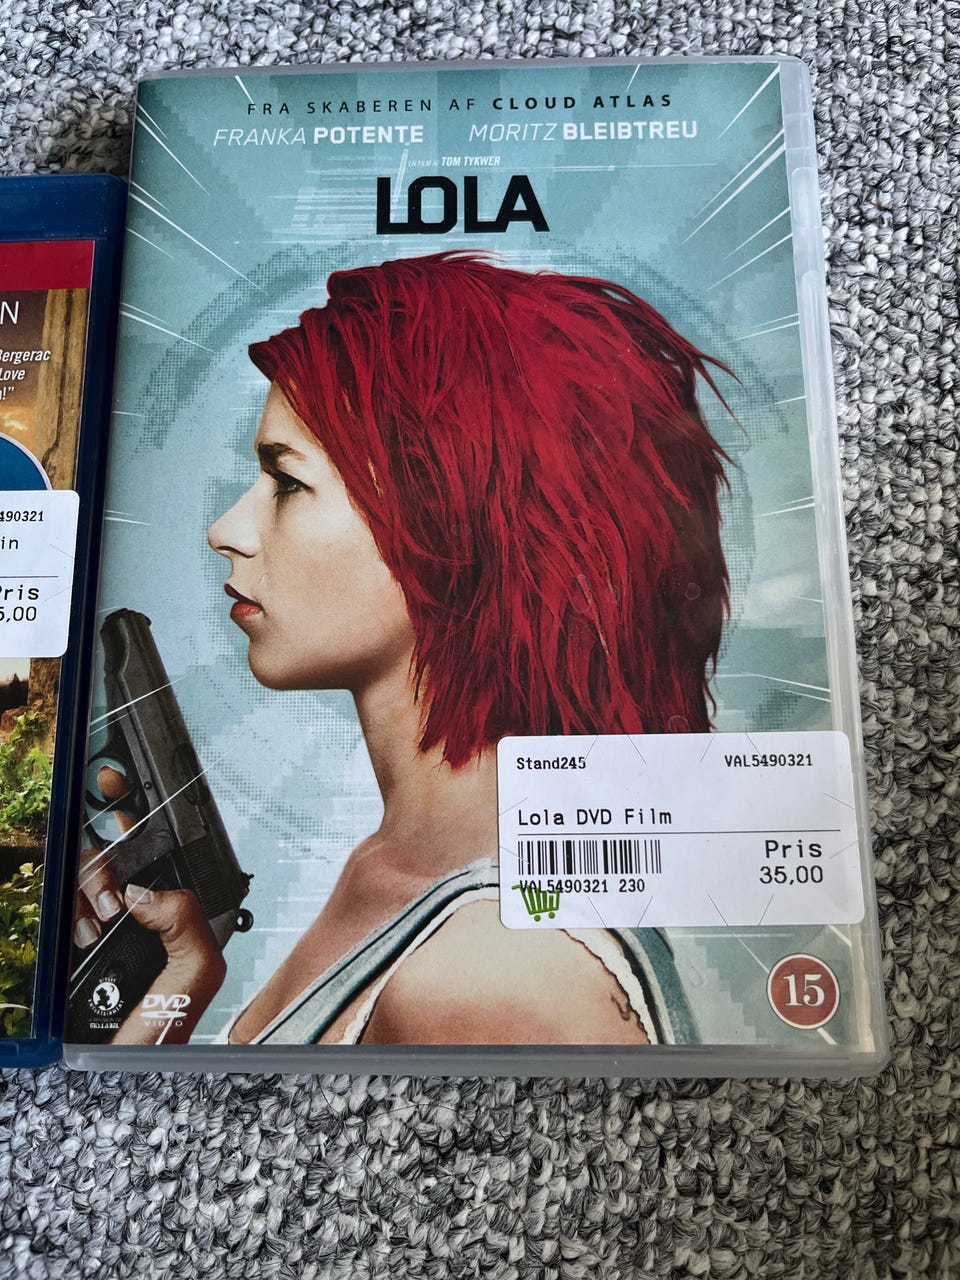 FRA SKABEREN AF CLOUD ATLAS
FRANKA POTENTE MORITZ BLEIBTREU
EN FILM AF TOM TYKWER
LOLA
Stand245 VAL5490321
Lola DVD Film
Pris
35,00
VAL5490321 230
15
DVD
VIDEO
N
Bergerac
Love
!”
490321
in
Pris
5,00